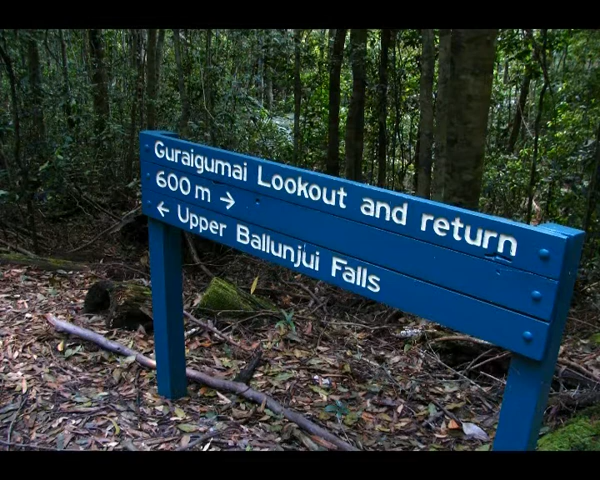 Guraigumai Lookout and return
600 m →
← Upper Ballunjui Falls